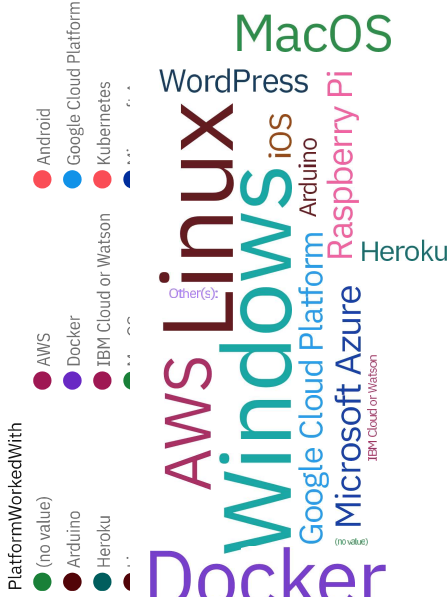 PlatformWorkedWith
(no value)
AWS
Android
Arduino
Docker
Google Cloud Platform
Heroku
IBM Cloud or Watson
Kubernetes
MacOS
WordPress
Linux
iOS
Arduino
Raspberry Pi
Windows
Heroku
Other(s):
AWS
Google Cloud Platform
Microsoft Azure
IBM Cloud or Watson
(no value)
Docker